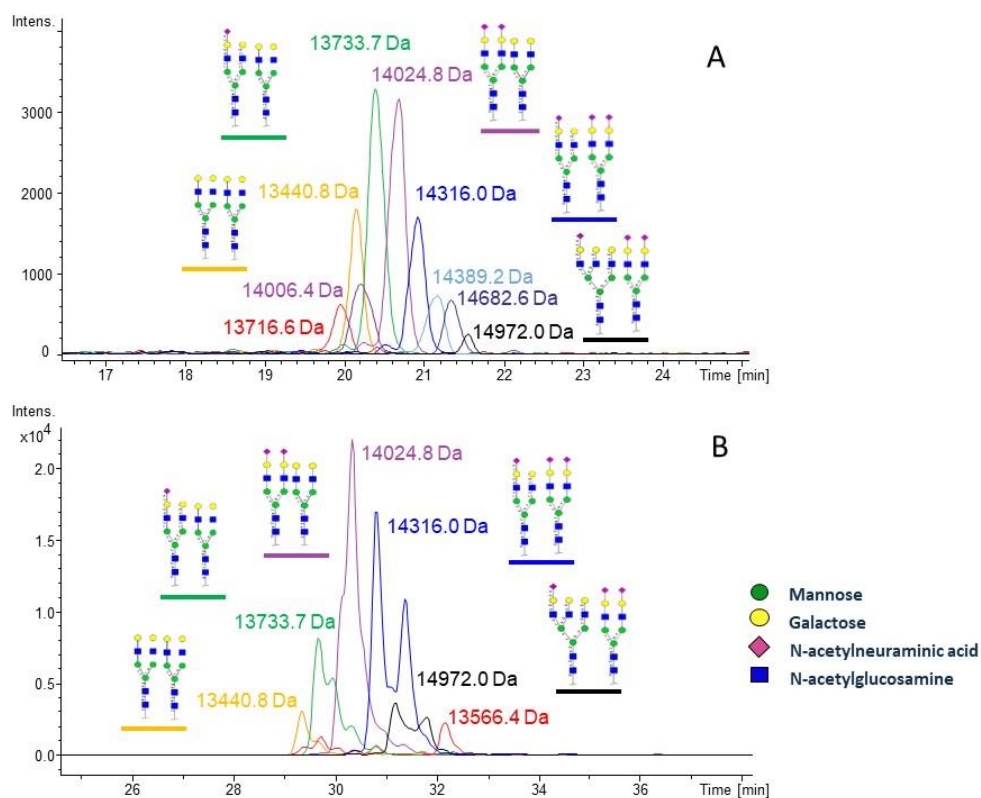 Intens.
A
13733.7 Da
14024.8 Da
3000
2000
13440.8 Da
14316.0 Da
1000
14006.4 Da
14389.2 Da
14682.6 Da
13716.6 Da
14972.0 Da
0
17 18 19 20 21 22 23 24 Time [min]
Intens.
x10⁴
B
14024.8 Da
2.0
14316.0 Da
1.5
1.0
13733.7 Da
0.5
14972.0 Da
13440.8 Da
13566.4 Da
0.0
26 28 30 32 34 36 Time [min]
Mannose
Galactose
N-acetylneuraminic acid
N-acetylglucosamine